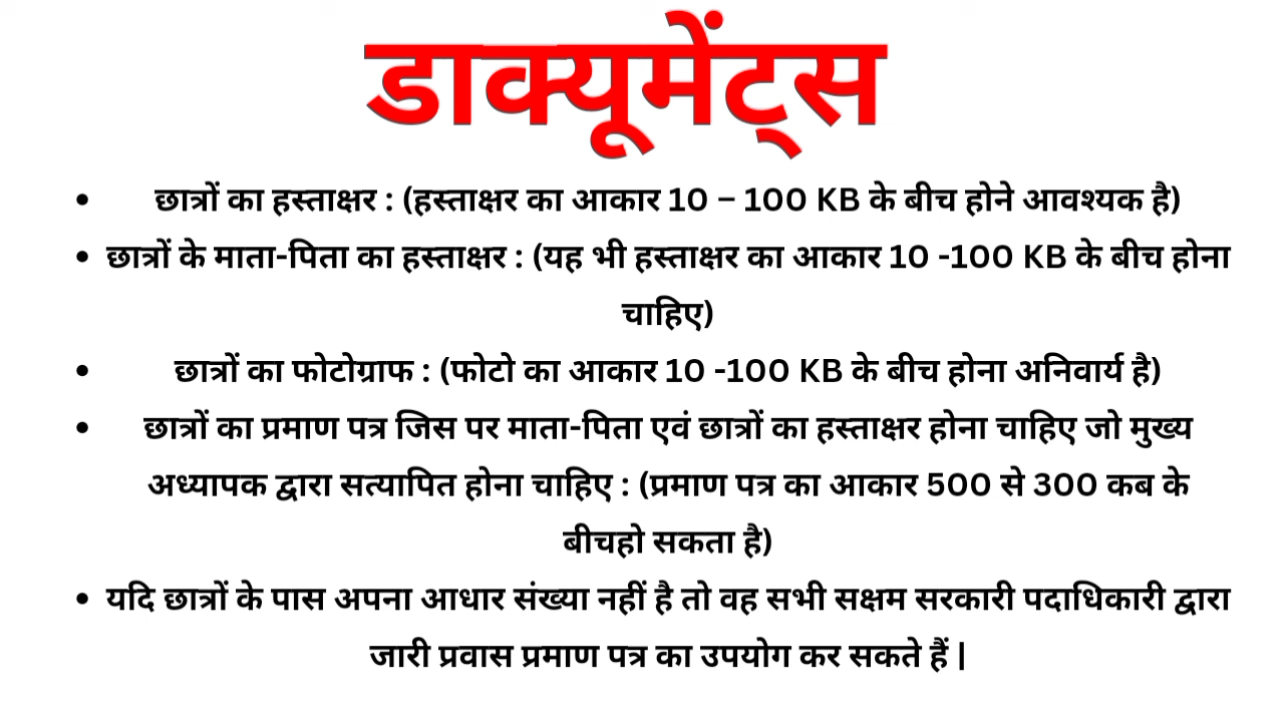 डाक्यूमेंट्स
• छात्रों का हस्ताक्षर : (हस्ताक्षर का आकार 10 – 100 KB के बीच होने आवश्यक है)
• छात्रों के माता-पिता का हस्ताक्षर : (यह भी हस्ताक्षर का आकार 10 -100 KB के बीच होना
चाहिए)
• छात्रों का फोटोग्राफ : (फोटो का आकार 10 -100 KB के बीच होना अनिवार्य है)
• छात्रों का प्रमाण पत्र जिस पर माता-पिता एवं छात्रों का हस्ताक्षर होना चाहिए जो मुख्य
अध्यापक द्वारा सत्यापित होना चाहिए : (प्रमाण पत्र का आकार 500 से 300 कब के
बीचहो सकता है)
• यदि छात्रों के पास अपना आधार संख्या नहीं है तो वह सभी सक्षम सरकारी पदाधिकारी द्वारा
जारी प्रवास प्रमाण पत्र का उपयोग कर सकते हैं |